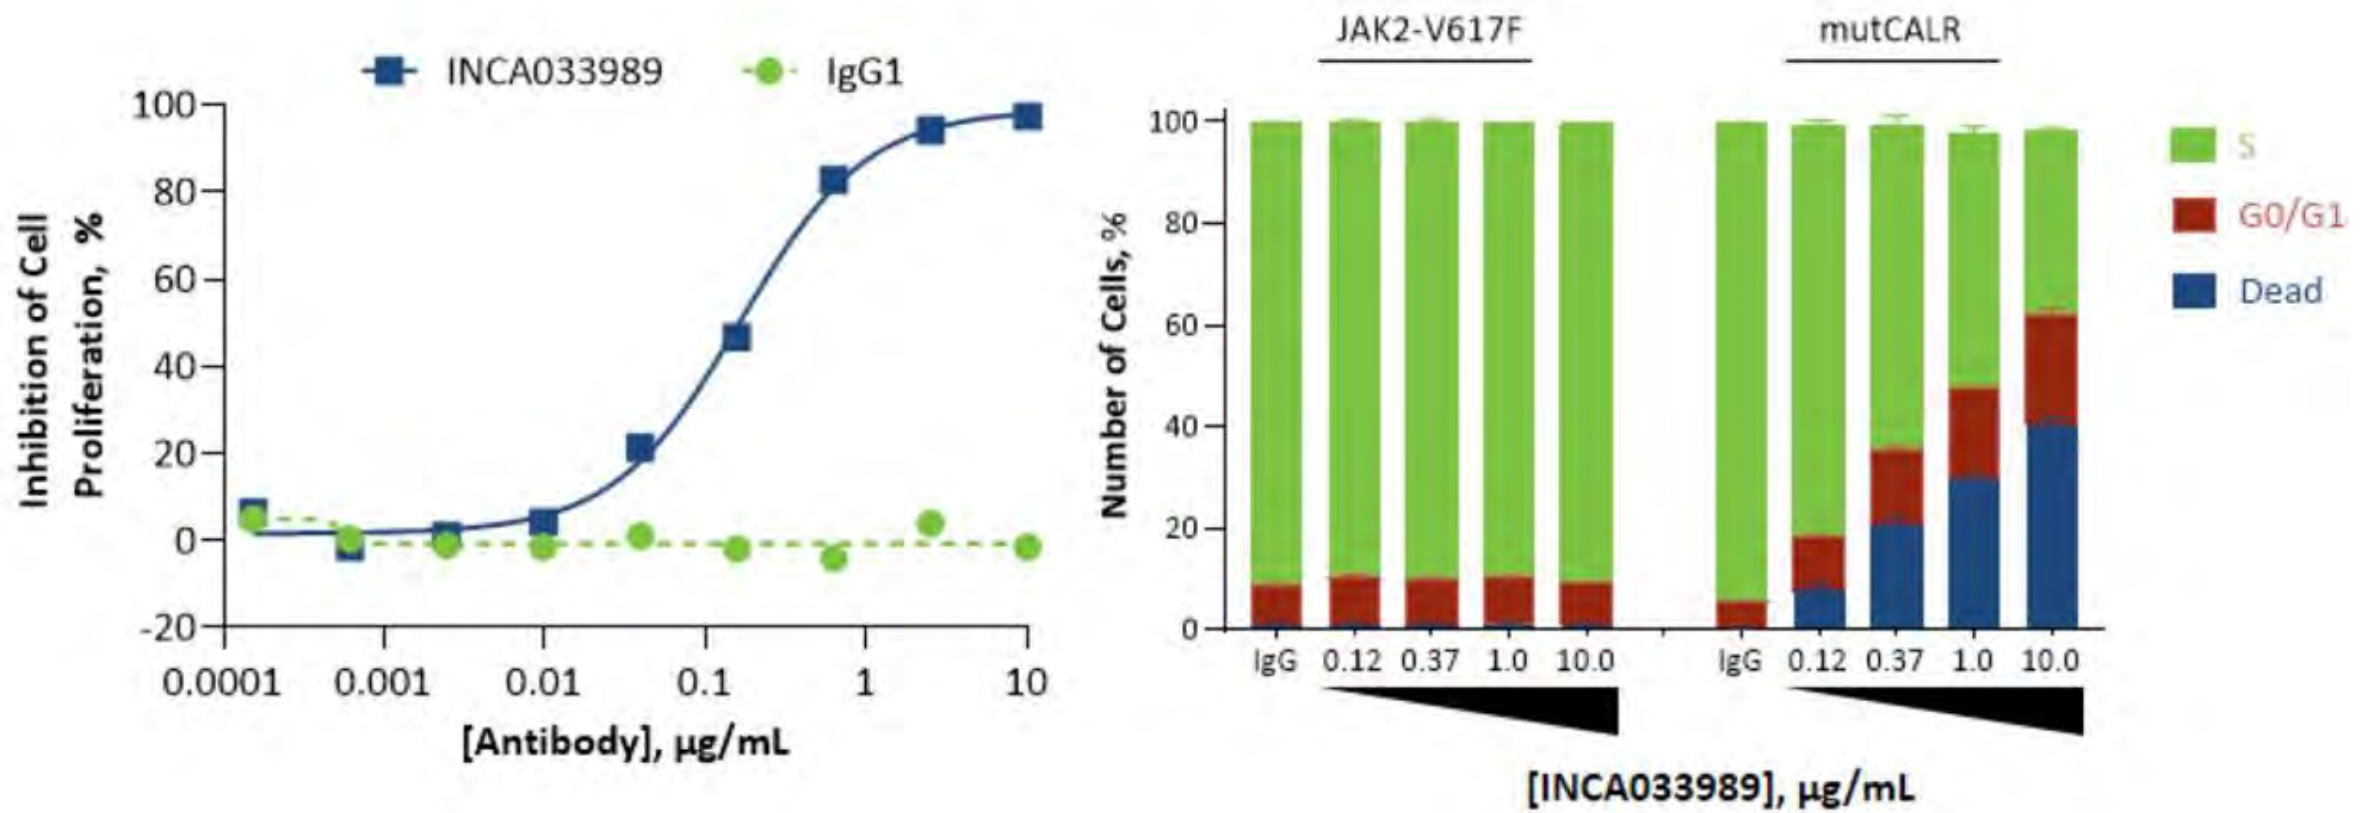 INCA033989 IgG1
Inhibition of Cell
Proliferation, %
100
80
60
40
20
0
-20
0.0001 0.001 0.01 0.1 1 10
[Antibody], µg/mL
JAK2-V617F mutCALR
Number of Cells, %
100
80
60
40
20
0
IgG 0.12 0.37 1.0 10.0 IgG 0.12 0.37 1.0 10.0
[INCA033989], µg/mL
S
G0/G1
Dead